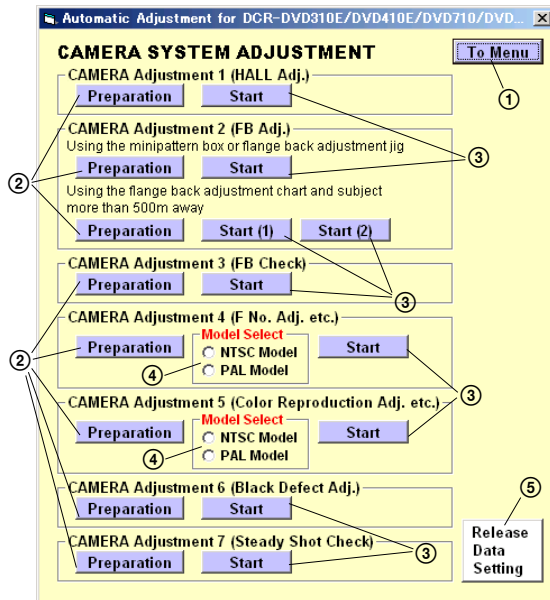 Automatic Adjustment for DCR-DVD310E/DVD410E/DVD710/DVD...
CAMERA SYSTEM ADJUSTMENT
To Menu
①
CAMERA Adjustment 1 (HALL Adj.)
Preparation Start
CAMERA Adjustment 2 (FB Adj.)
Using the minipattern box or flange back adjustment jig
Preparation Start
③
②
Using the flange back adjustment chart and subject
more than 500m away
Preparation Start (1) Start (2)
CAMERA Adjustment 3 (FB Check)
Preparation Start
③
CAMERA Adjustment 4 (F No. Adj. etc.)
Model Select
Preparation NTSC Model Start
PAL Model
②
④
③
CAMERA Adjustment 5 (Color Reproduction Adj. etc.)
Model Select
Preparation NTSC Model Start
PAL Model
④
CAMERA Adjustment 6 (Black Defect Adj.)
Preparation Start
⑤
Release
Data
Setting
③
CAMERA Adjustment 7 (Steady Shot Check)
Preparation Start